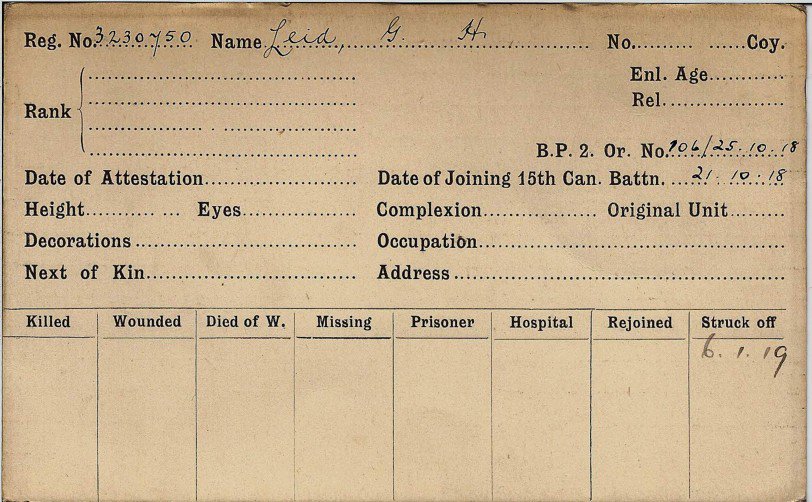 Reg. No. 3230750 Name Leid, G. H. No. Coy.
Enl. Age
Rel.
Rank
B.P. 2. Or. No. 106/25.10.18
Date of Attestation Date of Joining 15th Can. Battn. 21.10.18
Height Eyes Complexion Original Unit
Decorations Occupation
Next of Kin Address
Killed Wounded Died of W. Missing Prisoner Hospital Rejoined Struck off
6.1.19